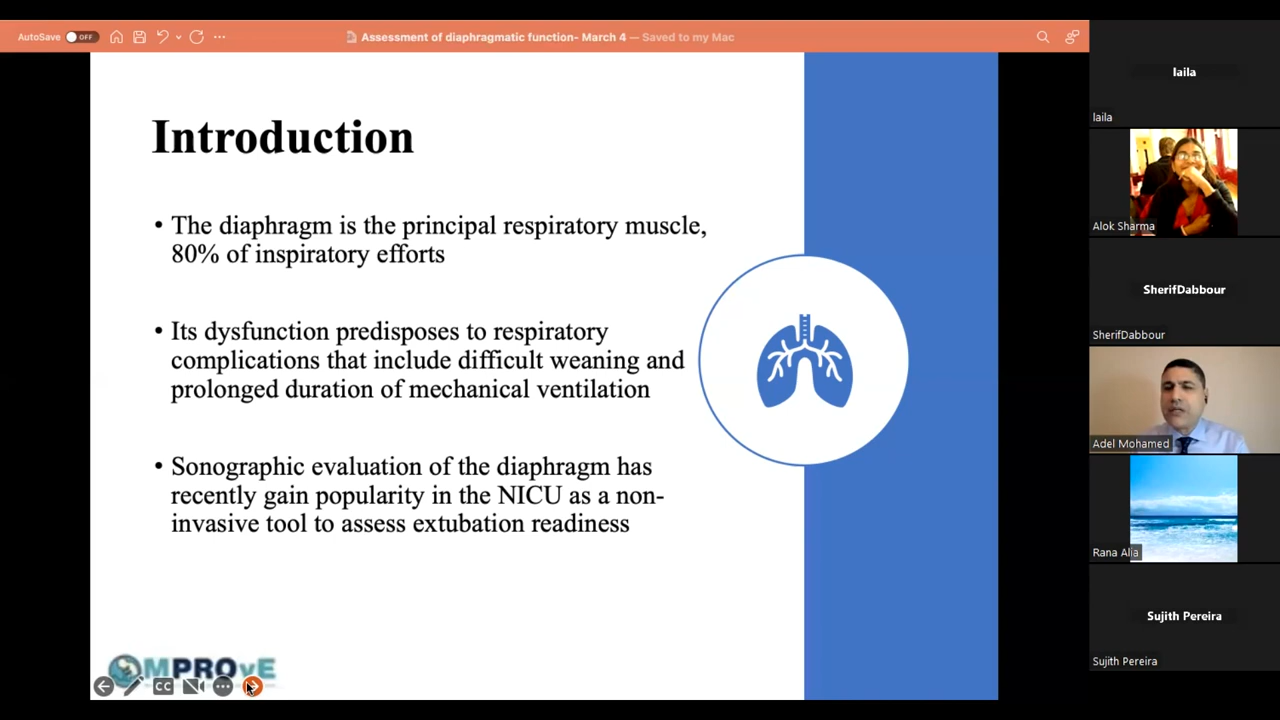 AutoSave OFF
Assessment of diaphragmatic function- March 4 — Saved to my Mac
Introduction
• The diaphragm is the principal respiratory muscle,
80% of inspiratory efforts
• Its dysfunction predisposes to respiratory
complications that include difficult weaning and
prolonged duration of mechanical ventilation
• Sonographic evaluation of the diaphragm has
recently gain popularity in the NICU as a non-
invasive tool to assess extubation readiness
MPROvE
CC
laila
laila
Alok Sharma
SherifDabbour
SherifDabbour
Adel Mohamed
Rana Alia
Sujith Pereira
Sujith Pereira